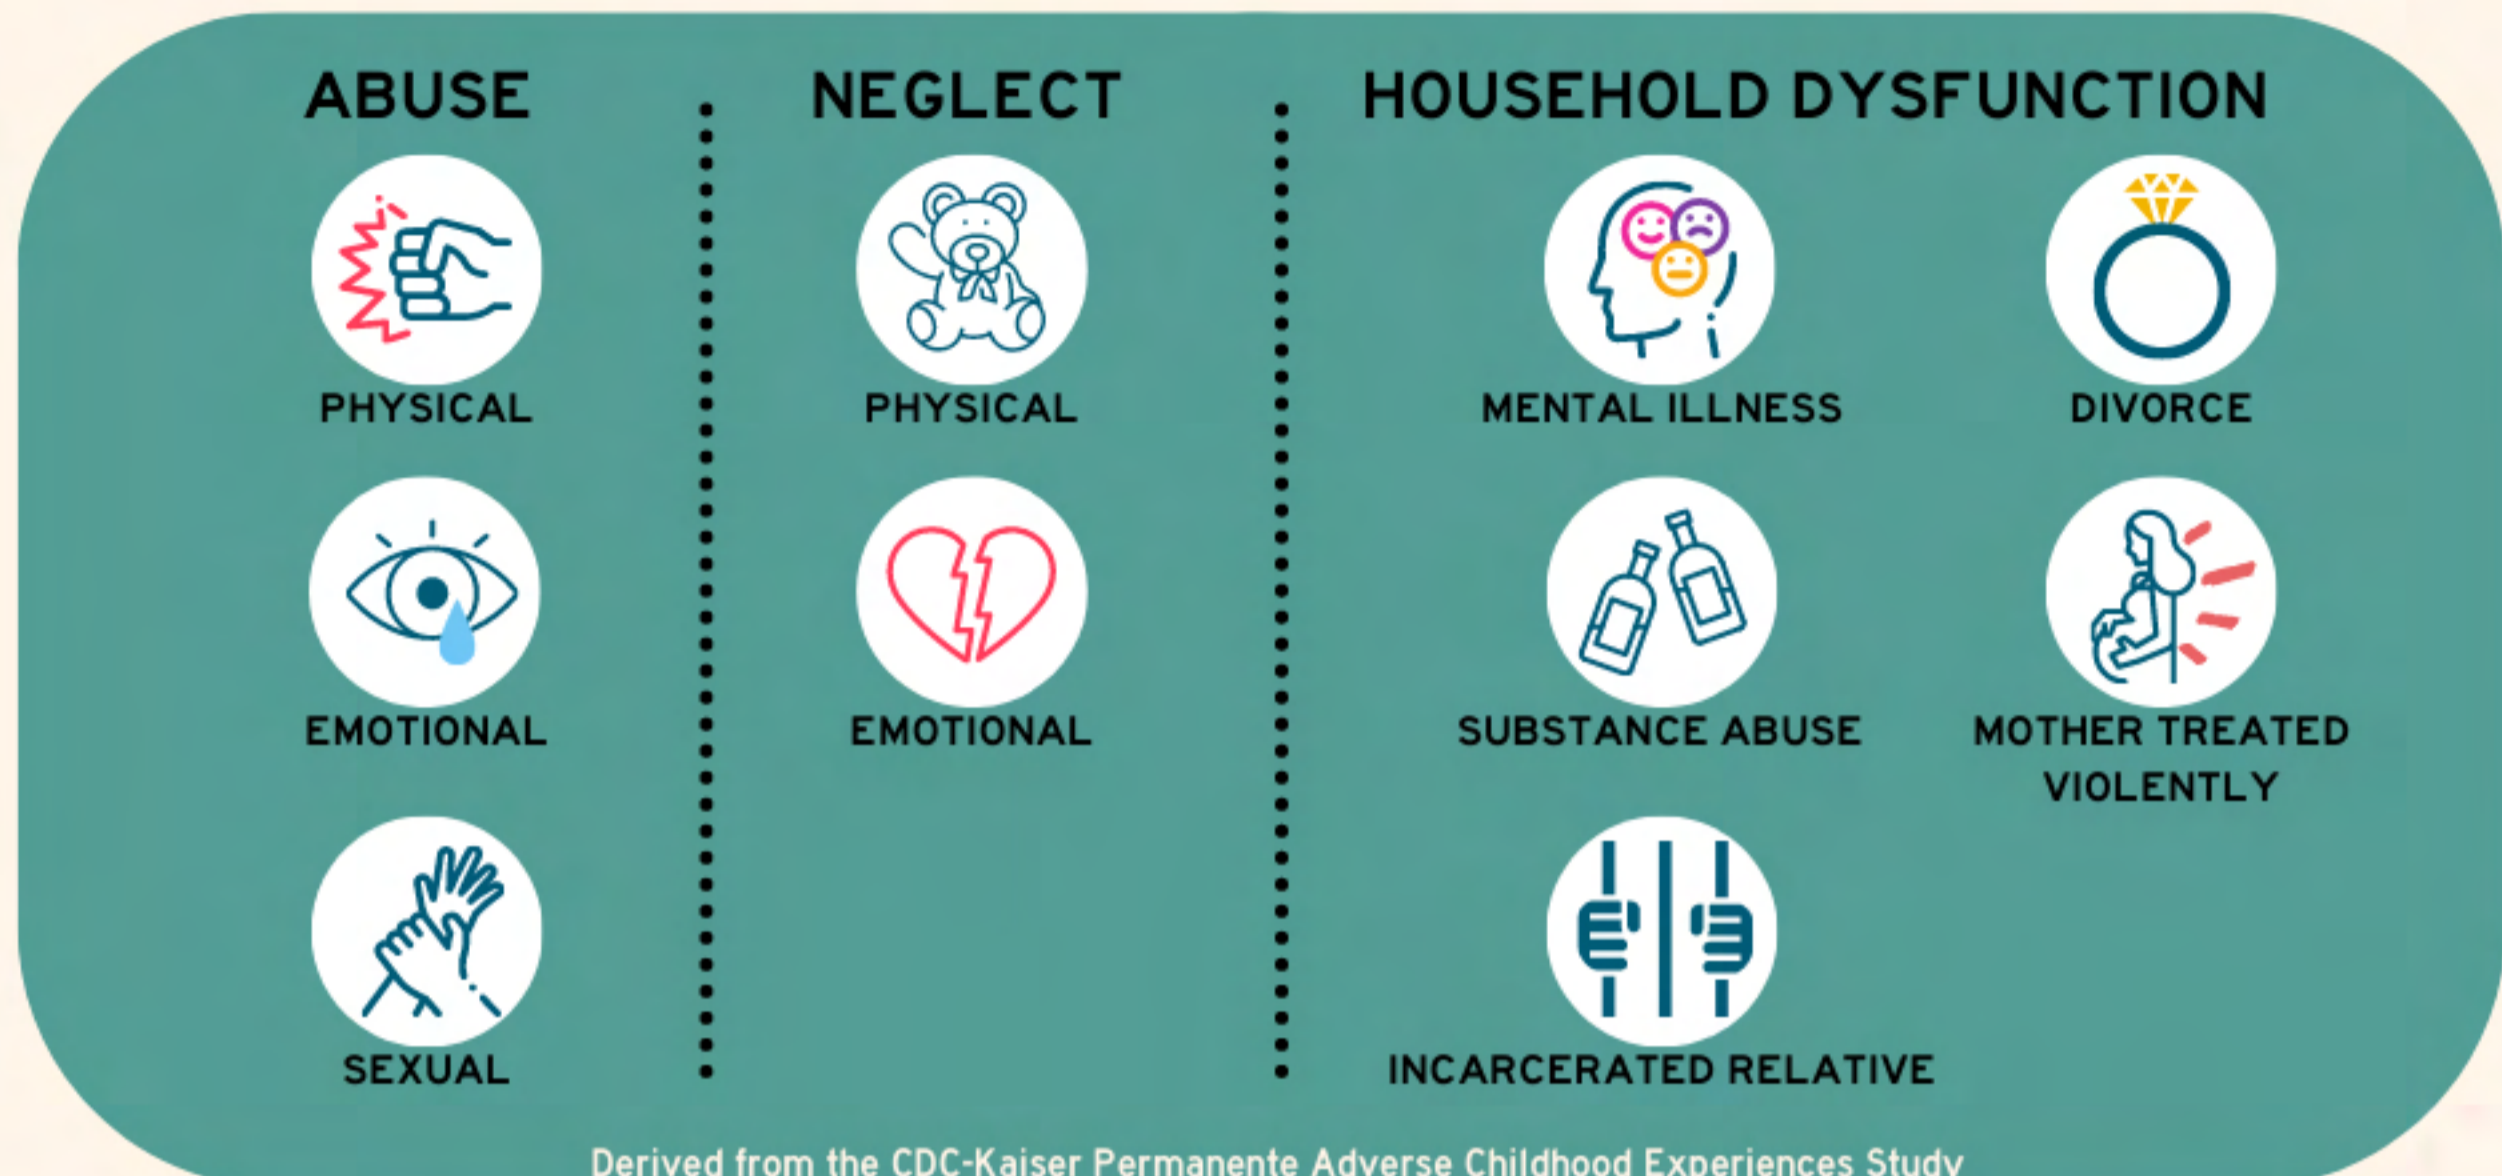 ABUSE
PHYSICAL
EMOTIONAL
SEXUAL
NEGLECT
PHYSICAL
EMOTIONAL
HOUSEHOLD DYSFUNCTION
MENTAL ILLNESS
DIVORCE
SUBSTANCE ABUSE
MOTHER TREATED
VIOLENTLY
INCARCERATED RELATIVE
Derived from the CDC-Kaiser Permanente Adverse Childhood Experiences Study